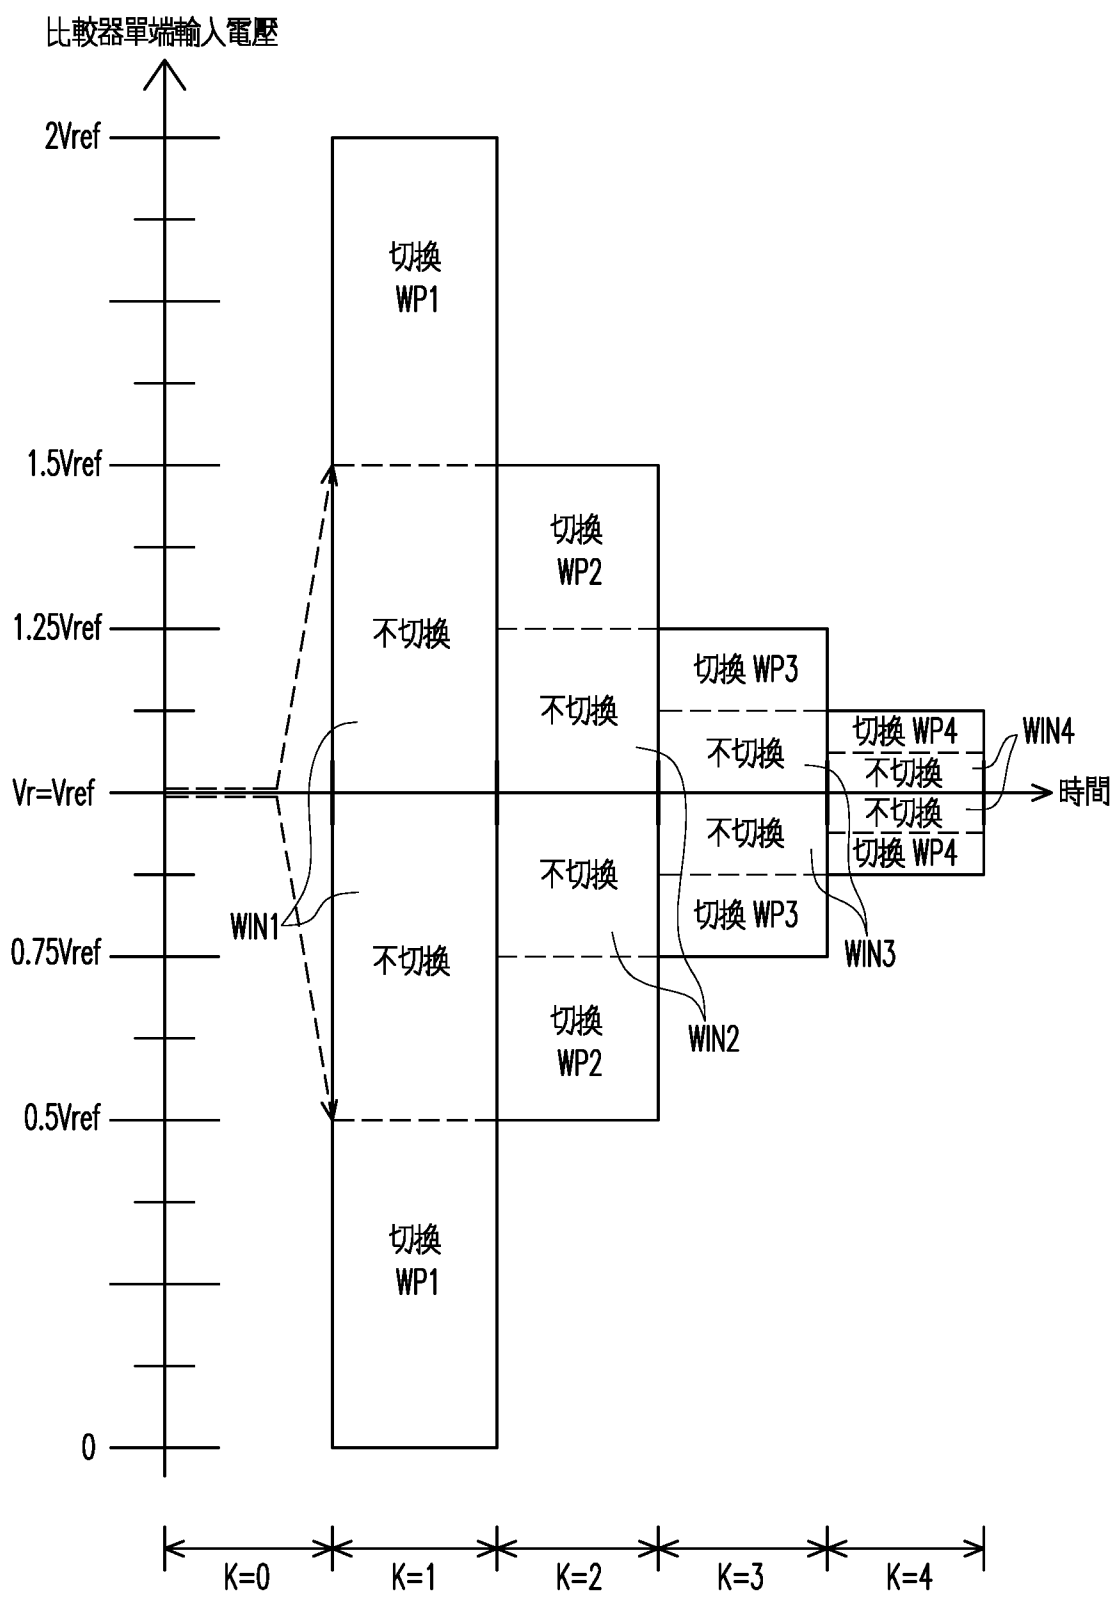 比較器單端輸入電壓
2Vref
切換
WP1
1.5Vref
切換
WP2
1.25Vref
不切換
切換 WP3
不切換
切換 WP4
WIN4
不切換
不切換
Vr=Vref
時間
不切換
不切換
切換 WP4
不切換
WIN1
切換 WP3
0.75Vref
不切換
WIN3
切換
WP2
WIN2
0.5Vref
切換
WP1
0
K=0
K=1
K=2
K=3
K=4